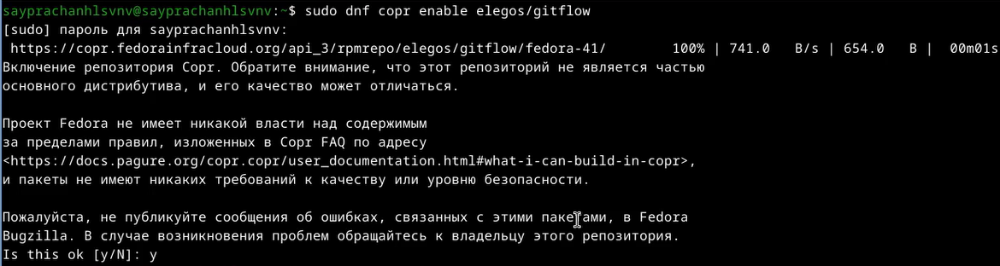 sayprachanhlsvnv@sayprachanhlsvnv:~$ sudo dnf copr enable elegos/gitflow
[sudo] пароль для sayprachanhlsvnv:
https://copr.fedorainfracloud.org/api_3/rpmrepo/elegos/gitflow/fedora-41/ 100% | 741.0 B/s | 654.0 B | 00m01s
Включение репозитория Copr. Обратите внимание, что этот репозиторий не является частью
основного дистрибутива, и его качество может отличаться.
Проект Fedora не имеет никакой власти над содержимым
за пределами правил, изложенных в Copr FAQ по адресу
<https://docs.pagure.org/copr.copr/user_documentation.html#what-i-can-build-in-copr>,
и пакеты не имеют никаких требований к качеству или уровню безопасности.
Пожалуйста, не публикуйте сообщения об ошибках, связанных с этими пакетами, в Fedora
Bugzilla. В случае возникновения проблем обращайтесь к владельцу этого репозитория.
Is this ok [y/N]: y